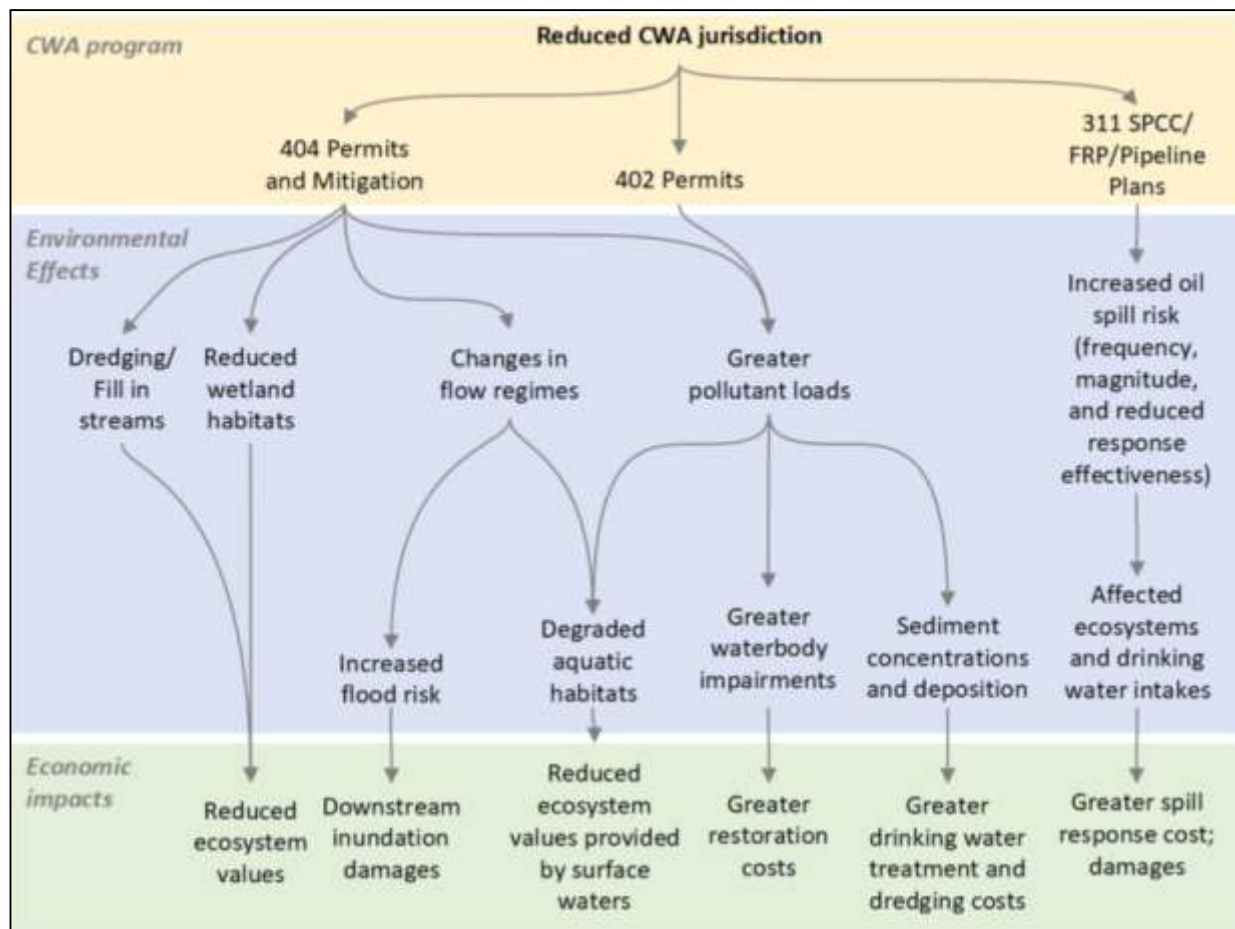 CWA program
Reduced CWA jurisdiction
404 Permits
and Mitigation
402 Permits
311 SPCC/
FRP/Pipeline
Plans
Environmental
Effects
Dredging/
Fill in
streams
Reduced
wetland
habitats
Changes in
flow regimes
Greater
pollutant loads
Increased oil
spill risk
(frequency,
magnitude,
and reduced
response
effectiveness)
Increased
flood risk
Degraded
aquatic
habitats
Greater
waterbody
impairments
Sediment
concentrations
and deposition
Affected
ecosystems
and drinking
water intakes
Economic
impacts
Reduced
ecosystem
values
Downstream
inundation
damages
Reduced
ecosystem
values provided
by surface
waters
Greater
restoration
costs
Greater
drinking water
treatment and
dredging costs
Greater spill
response cost;
damages